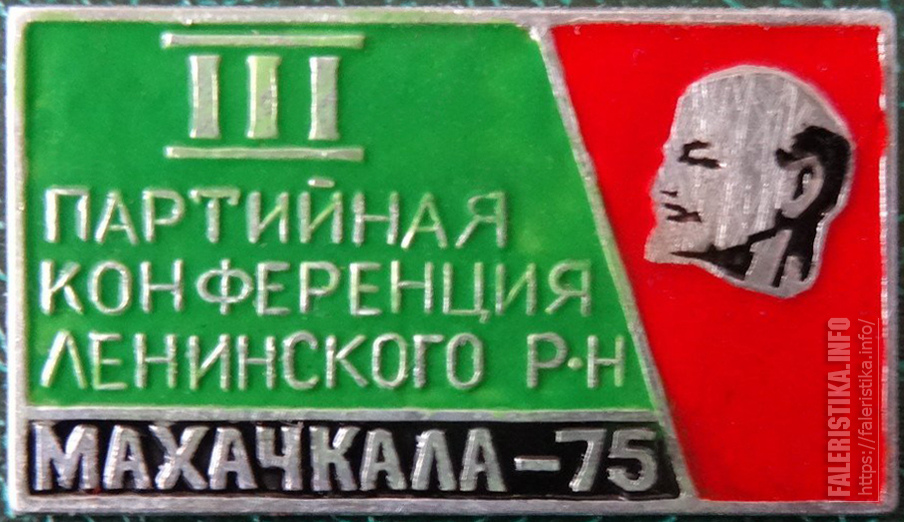 III
ПАРТИЙНАЯ
КОНФЕРЕНЦИЯ
ЛЕНИНСКОГО Р-Н
МАХАЧКАЛА-75
FALERISTIKA.INFO
https://faleristika.info/